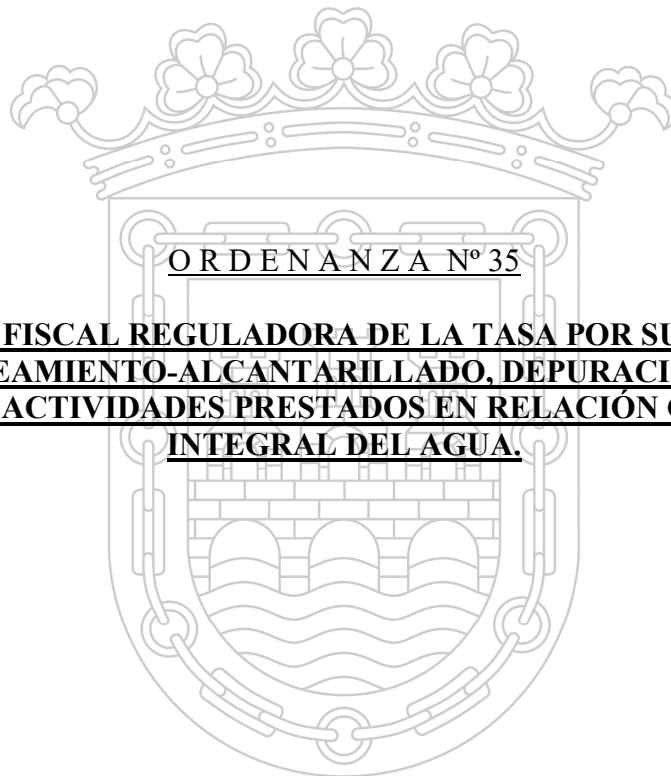 O R D E N A N Z A Nº 35
FISCAL REGULADORA DE LA TASA POR SU
EAMIENTO-ALCANTARILLADO, DEPURACI
ACTIVIDADES PRESTADOS EN RELACIÓN
INTEGRAL DEL AGUA.